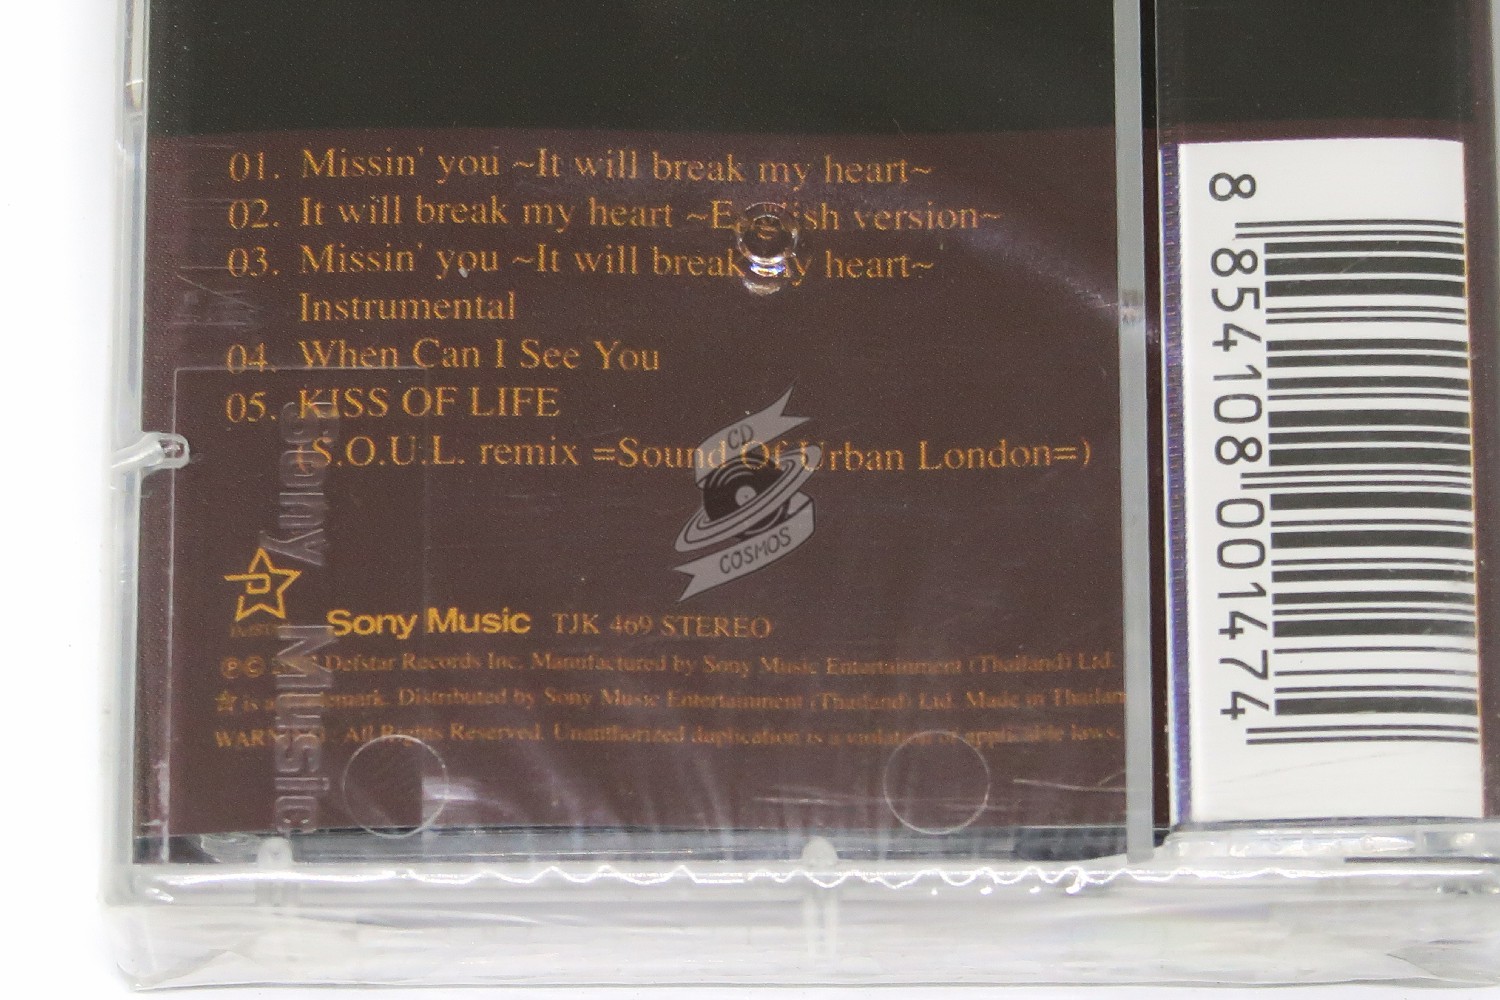 01. Missin' you ~It will break my heart~
02. It will break my heart ~English version~
03. Missin' you ~It will break my heart~
Instrumental
04. When Can I See You
05. KISS OF LIFE
(S.O.U.L. remix =Sound Of Urban London=)
CD
COSMOS
Sony Music
Sony Music TJK 469 STEREO
℗© Defstar Records Inc. Manufactured by Sony Music Entertainment (Thailand) Ltd.
is a trademark. Distributed by Sony Music Entertainment (Thailand) Ltd. Made in Thailan
WARNING. All Rights Reserved. Unauthorized duplication is a violation of applicable laws.
8 854108 001474